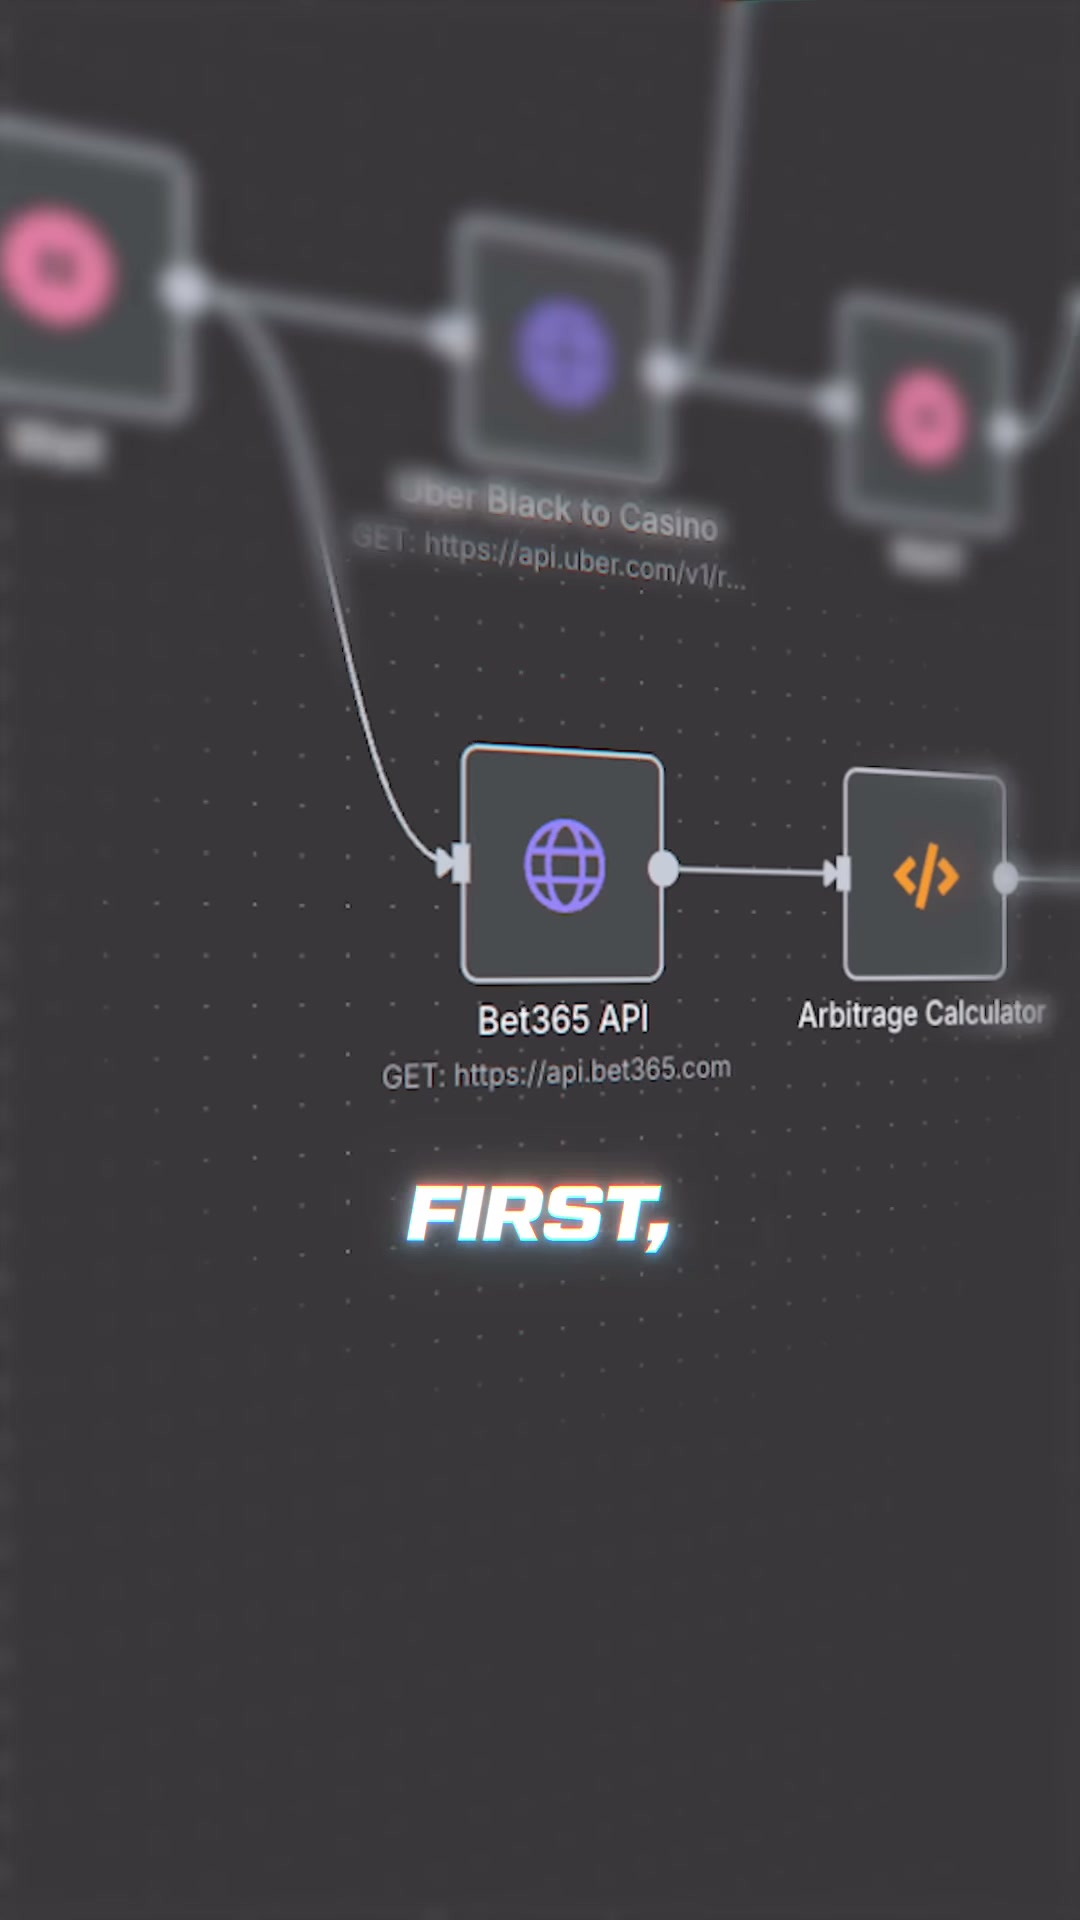 Uber Black to Casino
GET: https://api.uber.com/v1/r...
Bet365 API
GET: https://api.bet365.com
Arbitrage Calculator
FIRST,